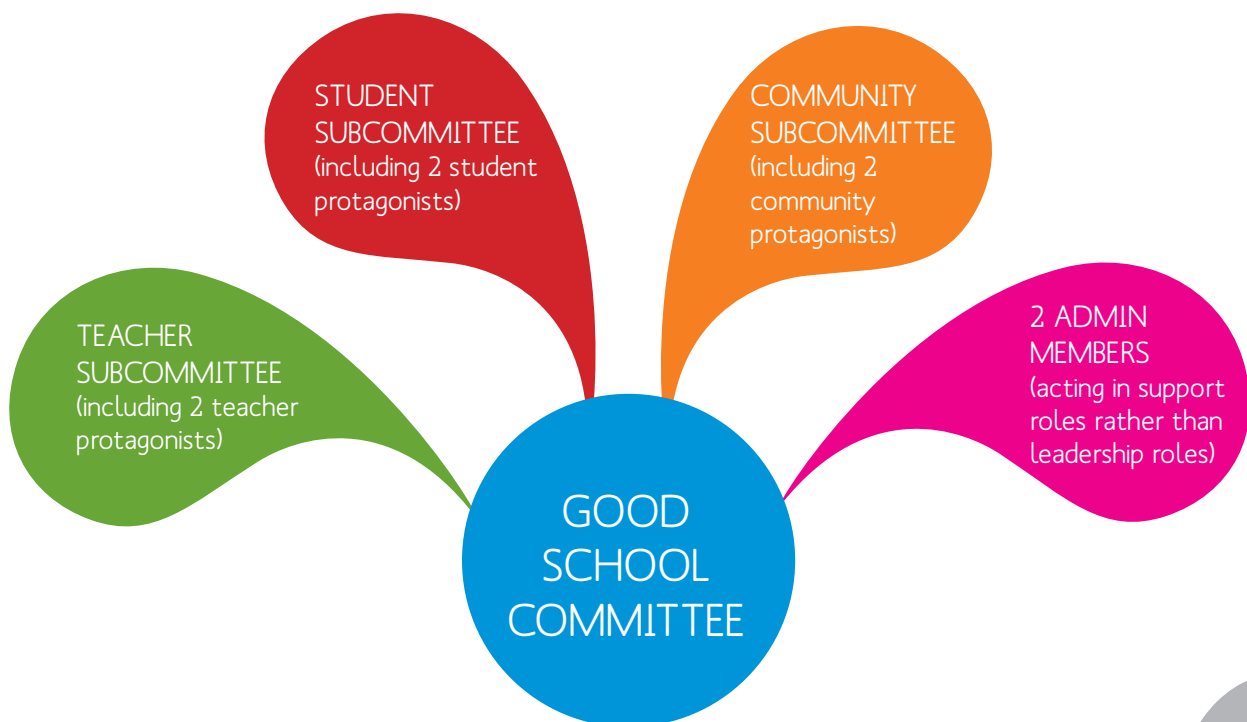 STUDENT
SUBCOMMITTEE
(including 2 student
protagonists)
COMMUNITY
SUBCOMMITTEE
(including 2
community
protagonists)
TEACHER
SUBCOMMITTEE
(including 2 teacher
protagonists)
2 ADMIN
MEMBERS
(acting in support
roles rather than
leadership roles)
GOOD
SCHOOL
COMMITTEE